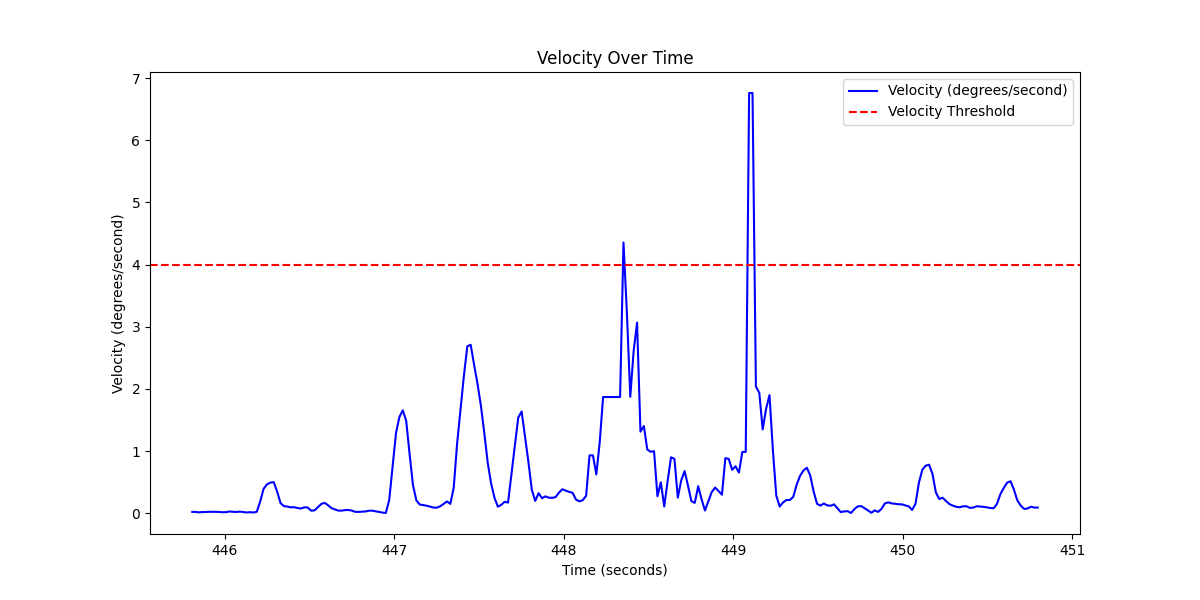 Velocity Over Time
Velocity (degrees/second)
Velocity Threshold
7
6
5
4
3
2
1
0
Velocity (degrees/second)
446 447 448 449 450 451
Time (seconds)